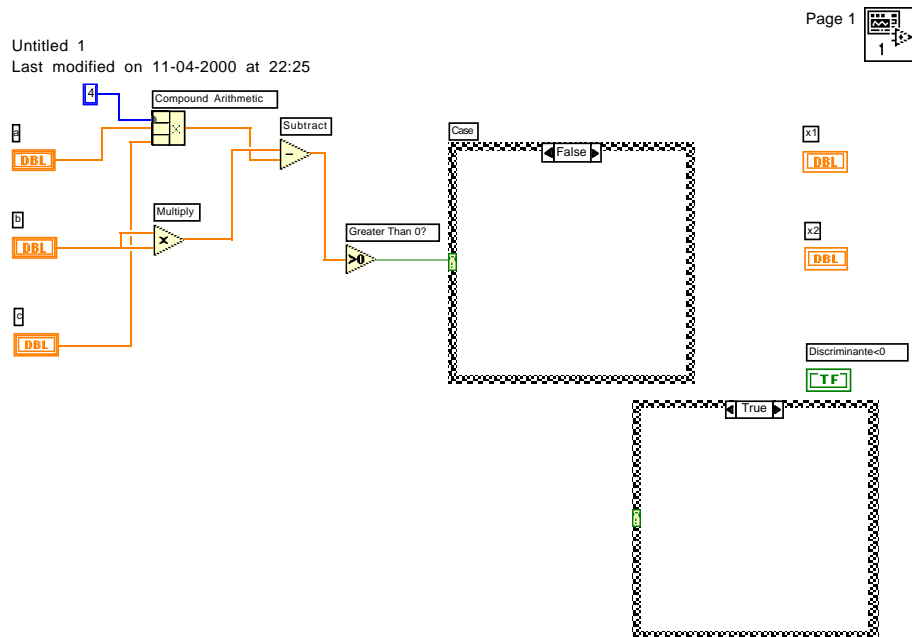 Page 1
1
Untitled 1
Last modified on 11-04-2000 at 22:25
4
Compound Arithmetic
x
Subtract
-
a
DBL
Case
False
x1
DBL
b
DBL
Multiply
x
Greater Than 0?
>0
x2
DBL
c
DBL
Discriminante<0
TF
True